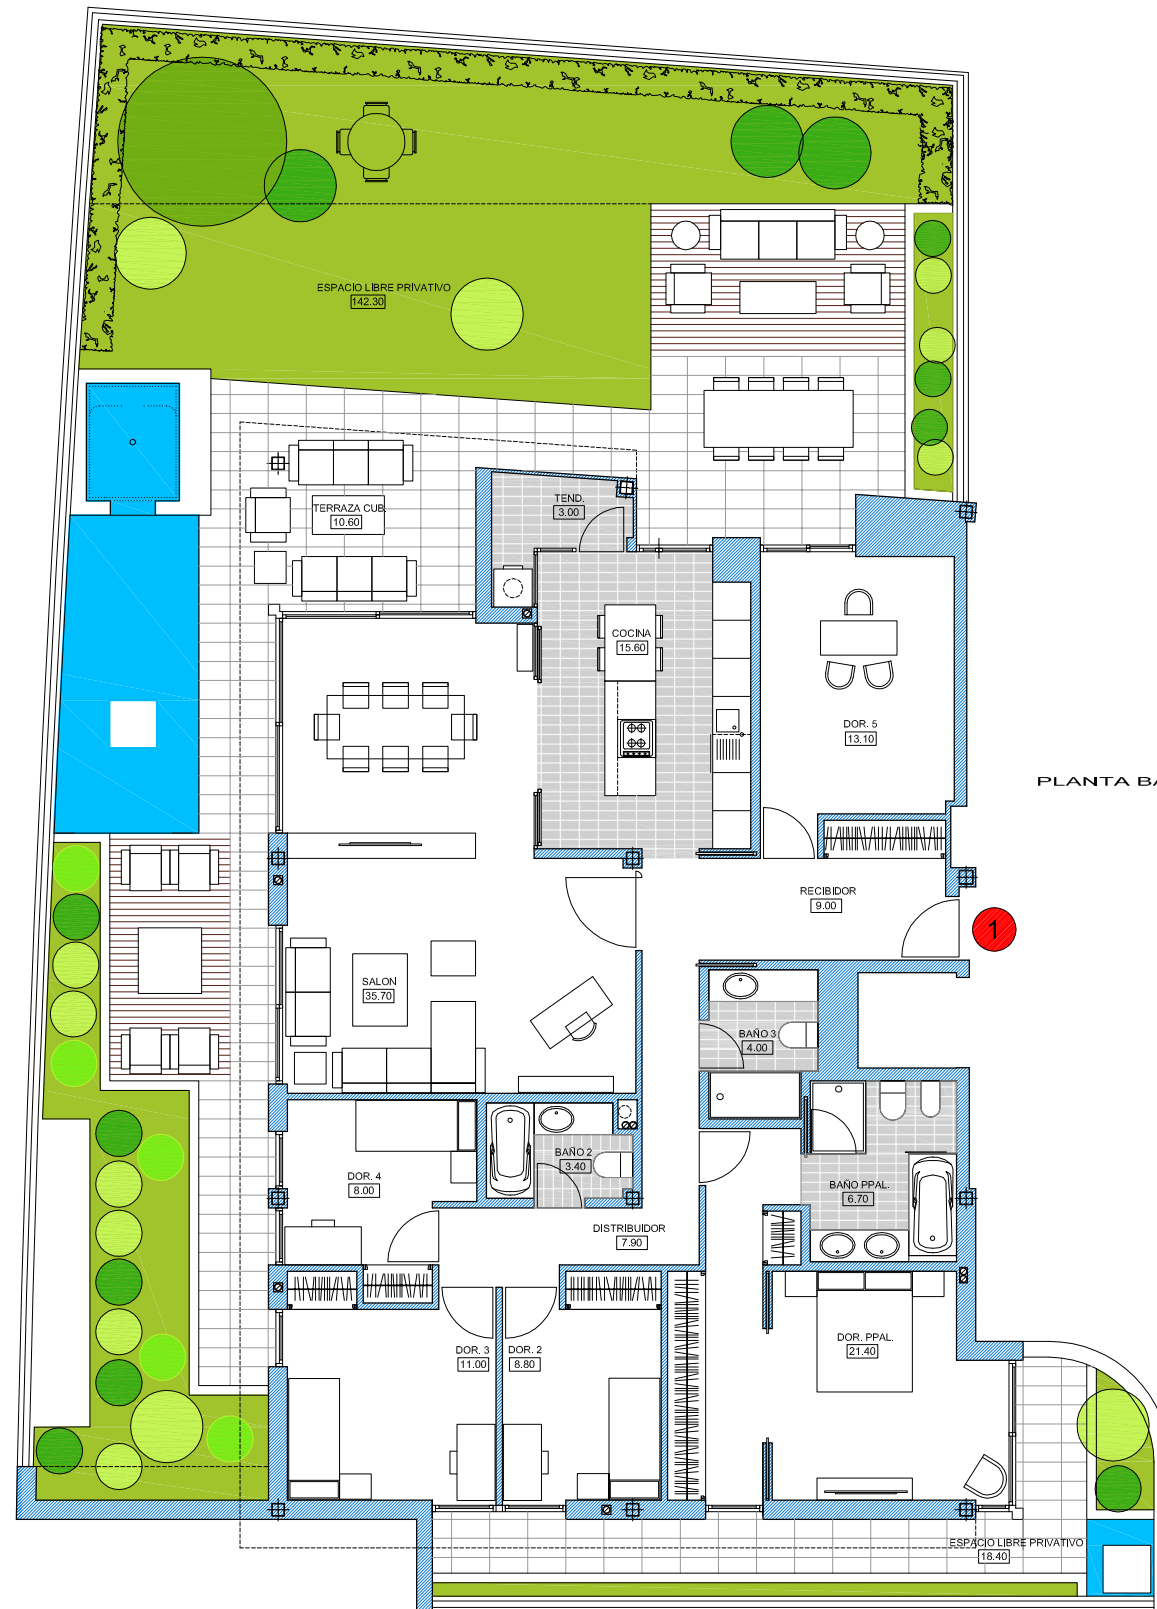 ESPACIO LIBRE PRIVATIVO
142.30
TERRAZA CUB.
10.60
TEND.
3.00
COCINA
15.60
DOR. 5
13.10
PLANTA BA
RECIBIDOR
9.00
1
SALON
35.70
BAÑO 3
4.00
BAÑO 2
3.40
DOR. 4
8.00
BAÑO PPAL.
6.70
DISTRIBUIDOR
7.90
DOR. 3
11.00
DOR. 2
8.80
DOR. PPAL.
21.40
ESPACIO LIBRE PRIVATIVO
18.40